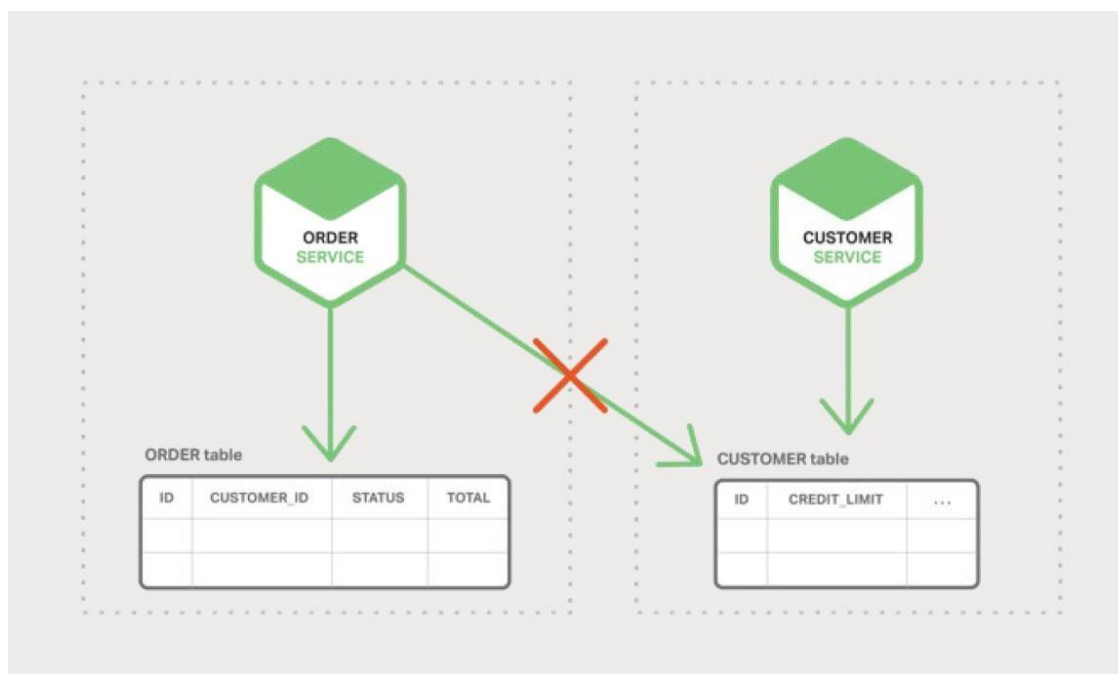 ORDER
SERVICE
CUSTOMER
SERVICE
ORDER table
ID CUSTOMER_ID STATUS TOTAL
CUSTOMER table
ID CREDIT_LIMIT ...